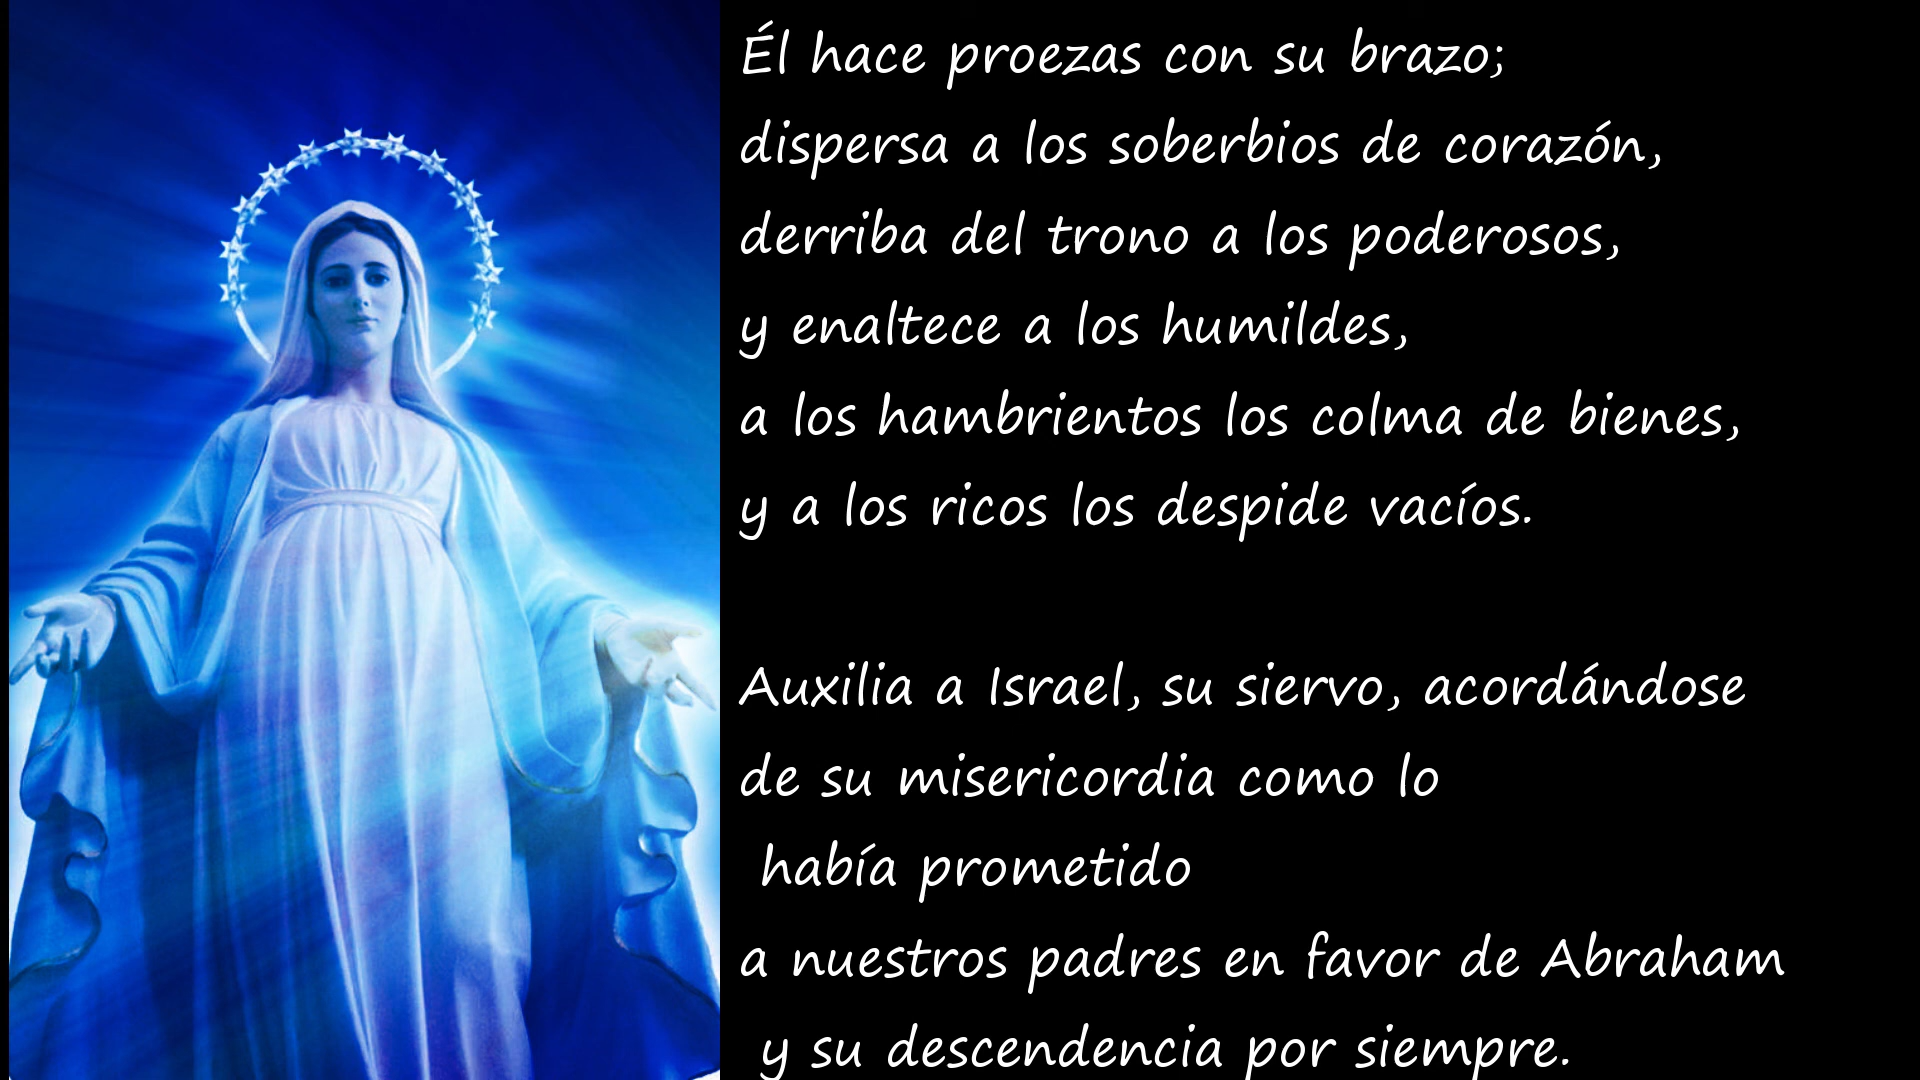 Él hace proezas con su brazo;
dispersa a los soberbios de corazón,
derriba del trono a los poderosos,
y enaltece a los humildes,
a los hambrientos los colma de bienes,
y a los ricos los despide vacíos.
Auxilia a Israel, su siervo, acordándose
de su misericordia como lo
había prometido
a nuestros padres en favor de Abraham
y su descendencia por siempre.